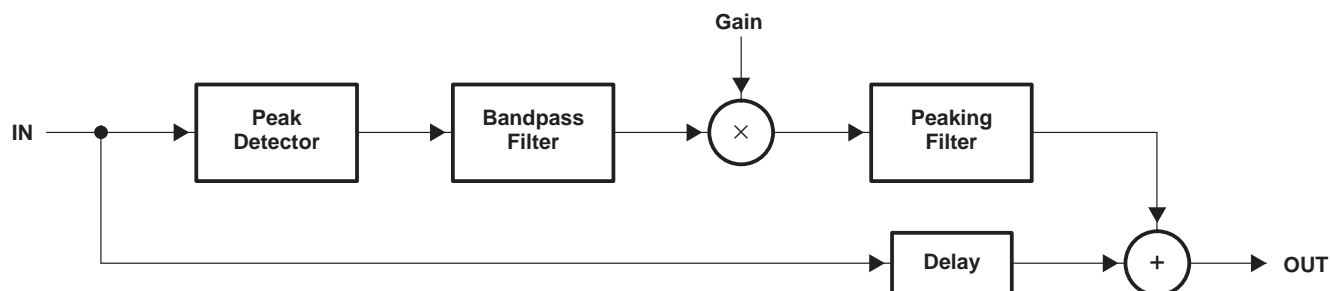 Gain
IN
Peak
Detector
Bandpass
Filter
×
Peaking
Filter
Delay
+
OUT